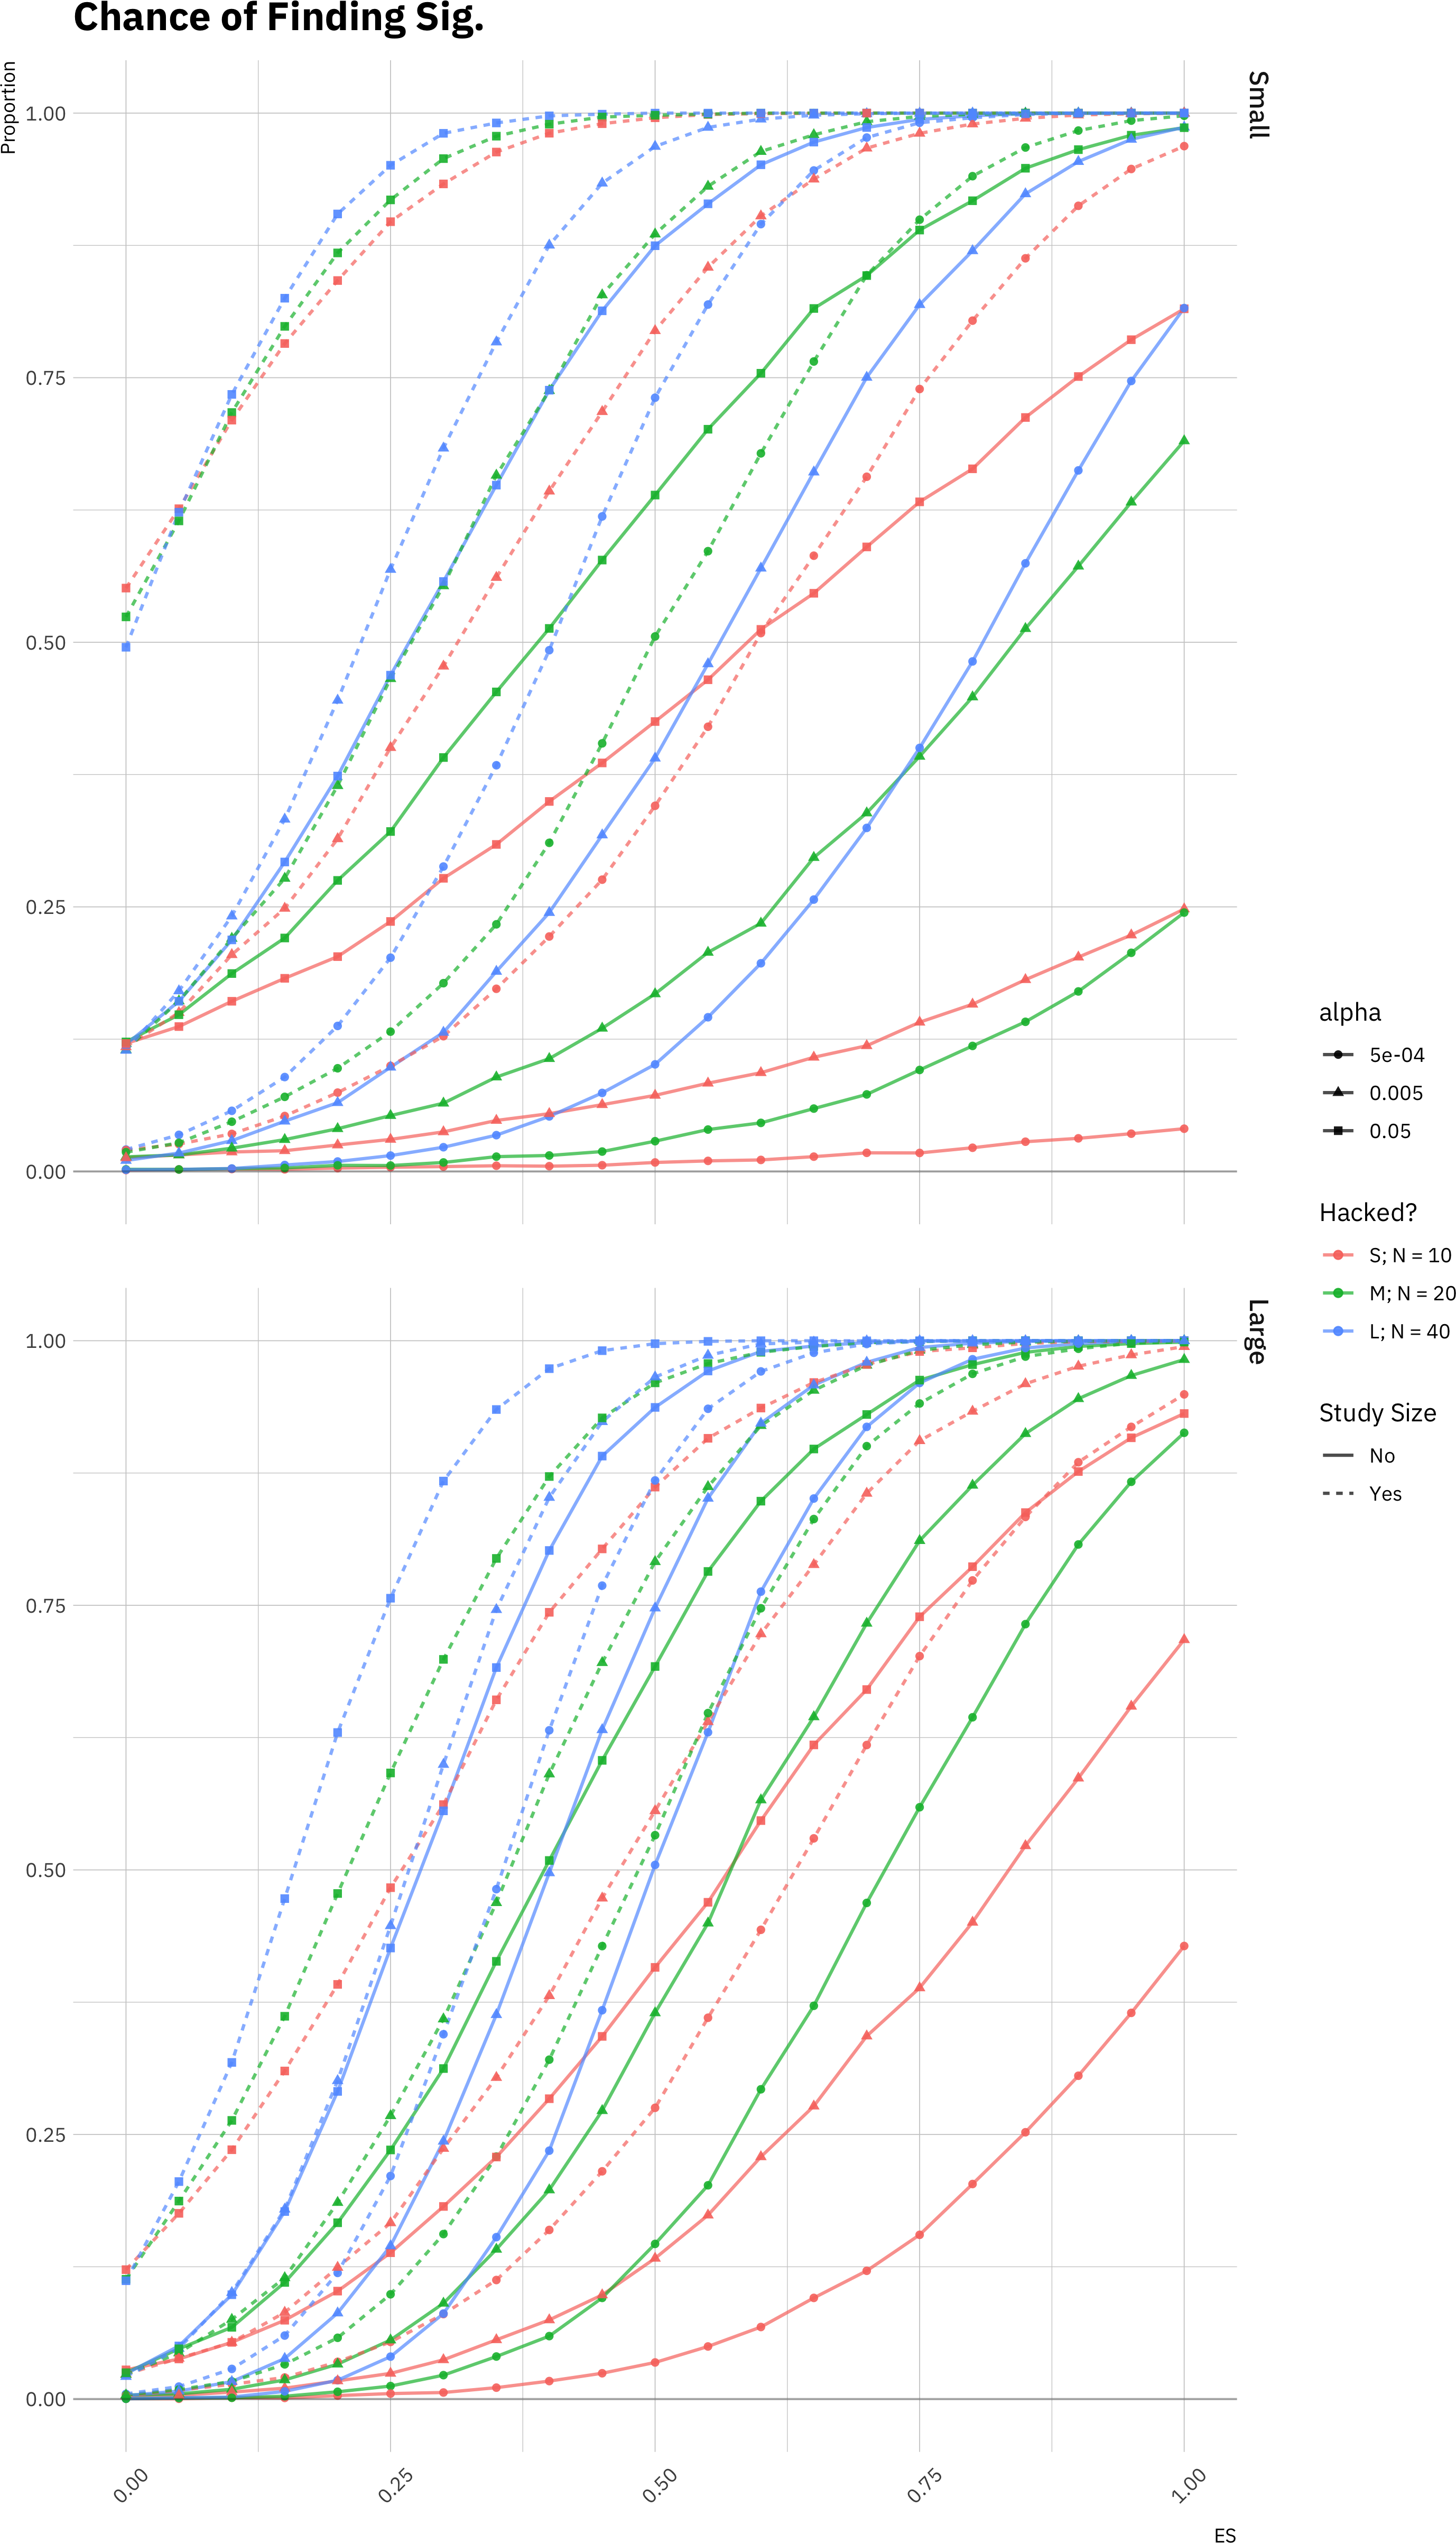 Chance of Finding Sig.
Proportion
Small
1.00
0.75
0.50
0.25
0.00
Large
1.00
0.75
0.50
0.25
0.00
0.00 0.25 0.50 0.75 1.00
ES
alpha
5e-04
0.005
0.05
Hacked?
S; N = 10
M; N = 20
L; N = 40
Study Size
No
Yes